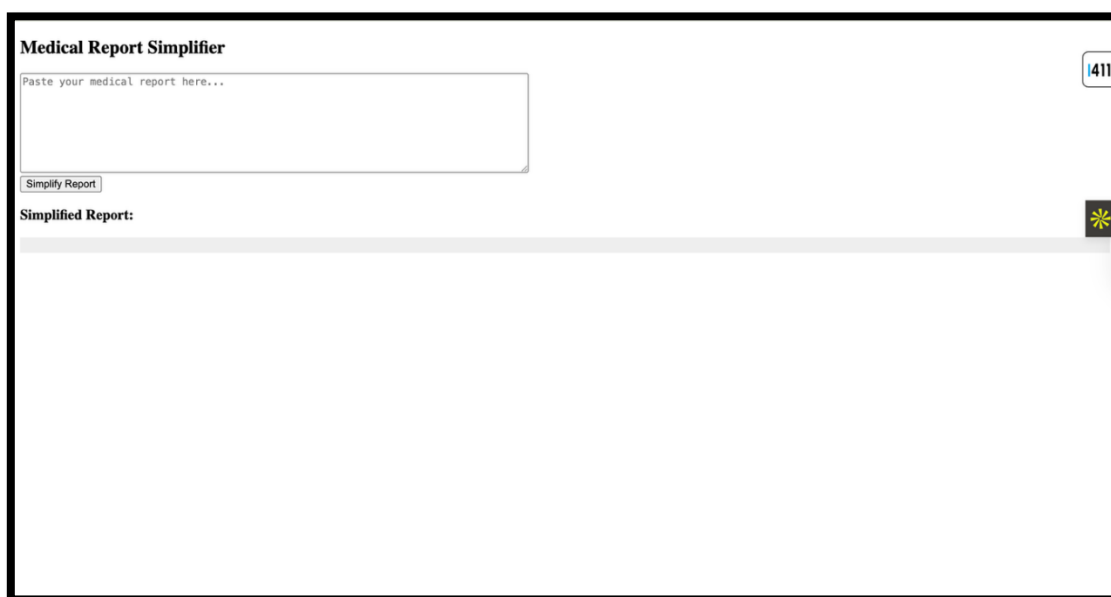 Medical Report Simplifier
Paste your medical report here...
Simplify Report
Simplified Report:
411